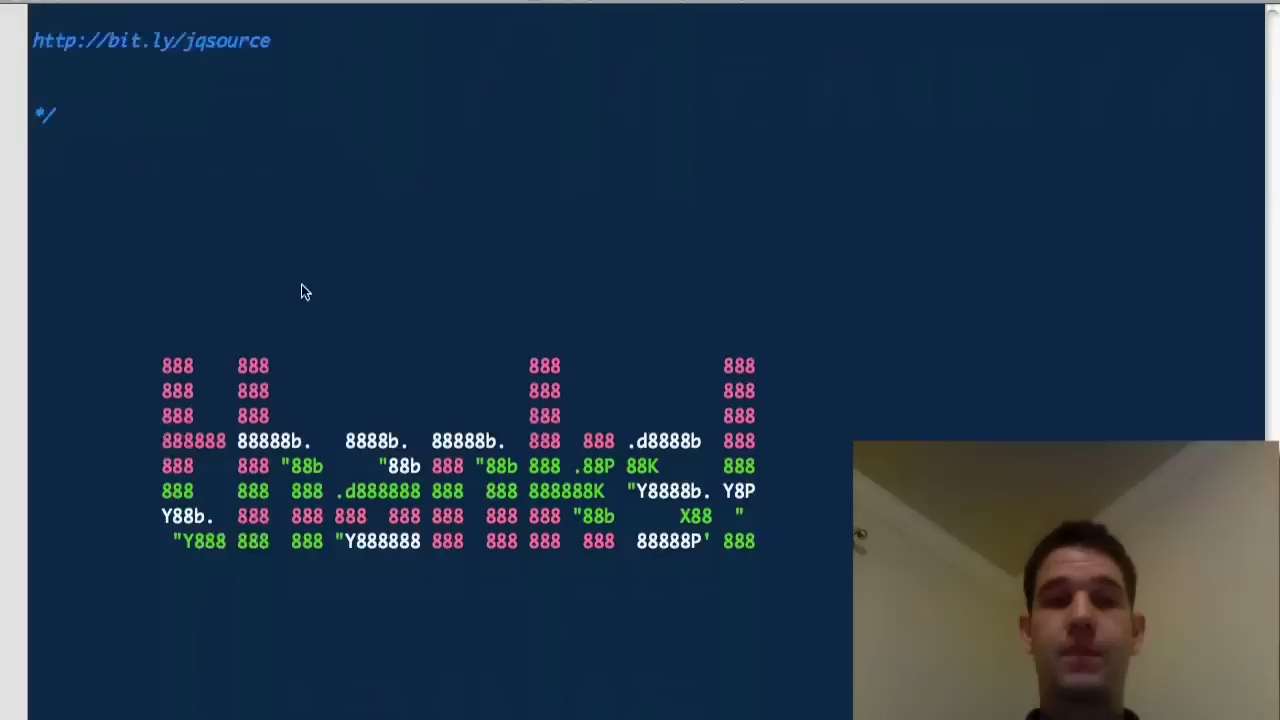 http://bit.ly/jqsource
*/
888    888                        888               888
888    888                        888               888
888    888                        888               888
888888 88888b.   8888b.  88888b.  888  888 .d8888b  888
888    888 "88b     "88b 888 "88b 888 .88P 88K      888
888    888  888 .d888888 888  888 888888K  "Y8888b. Y8P
Y88b.  888  888 888  888 888  888 888 "88b      X88  "
 "Y888 888  888 "Y888888 888  888 888  888  88888P' 888